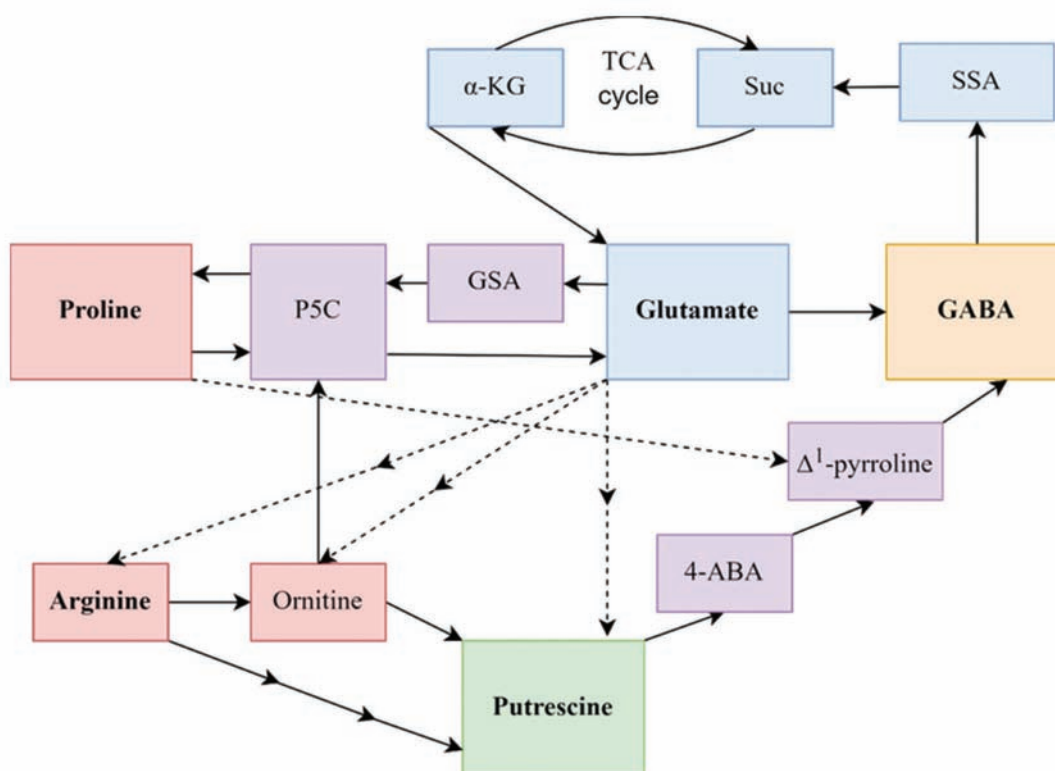 α-KG
TCA
cycle
Suc
SSA
Proline
P5C
GSA
Glutamate
GABA
Δ¹-pyrroline
4-ABA
Arginine
Ornitine
Putrescine